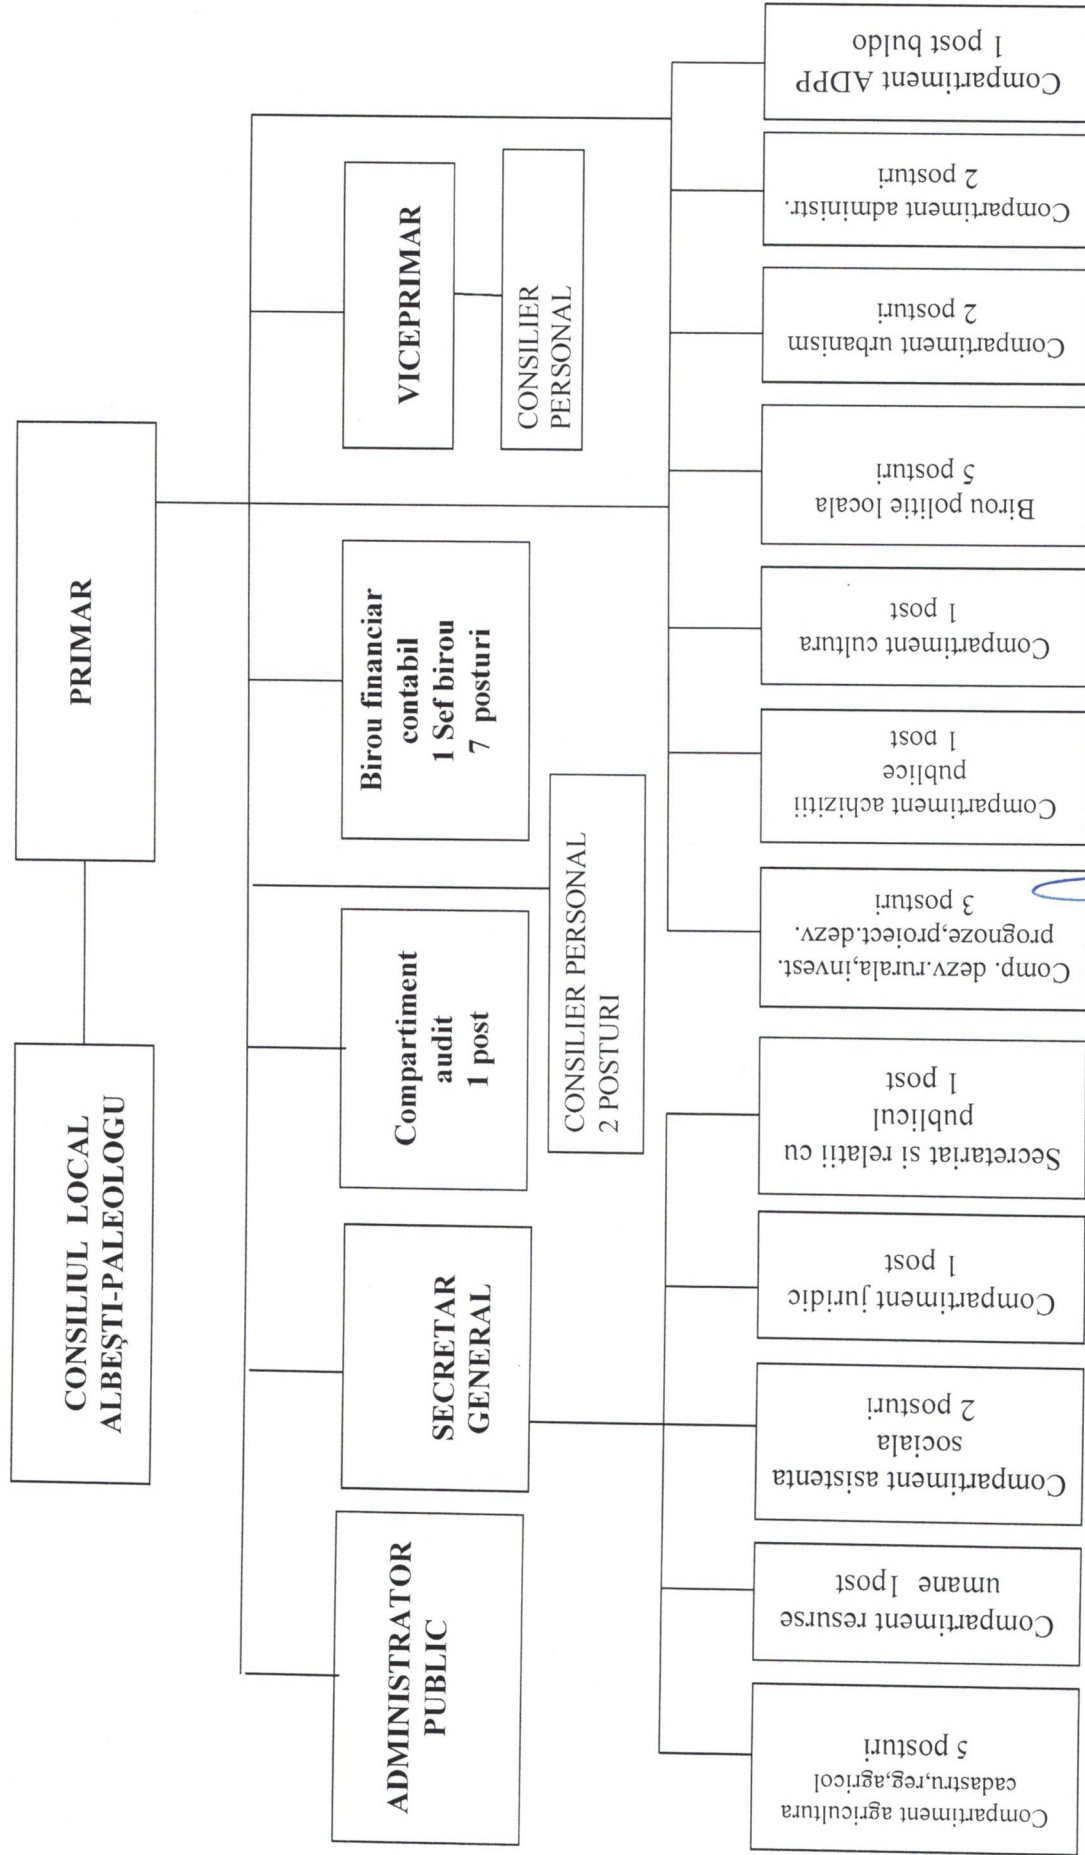 CONSILIUL LOCAL
ALBEŞTI-PALEOLOGU
PRIMAR
ADMINISTRATOR
PUBLIC
SECRETAR
GENERAL
Compartiment
audit
1 post
Birou financiar
contabil
1 Sef birou
7 posturi
VICEPRIMAR
CONSILIER PERSONAL
2 POSTURI
CONSILIER
PERSONAL
Compartiment agricultura
cadastru,reg,agricol
5 posturi
Compartiment resurse
umane 1post
Compartiment asistenta
sociala
2 posturi
Compartiment juridic
1 post
Secretariat si relatii cu
publicul
1 post
Comp. dezv.rurala,invest.
prognoze,proiect.dezv.
3 posturi
Compartiment achizitii
publice
1 post
Compartiment cultura
1 post
Birou politie locala
5 posturi
Compartiment urbanism
2 posturi
Compartiment administr.
2 posturi
Compartiment ADPP
1 post buldo